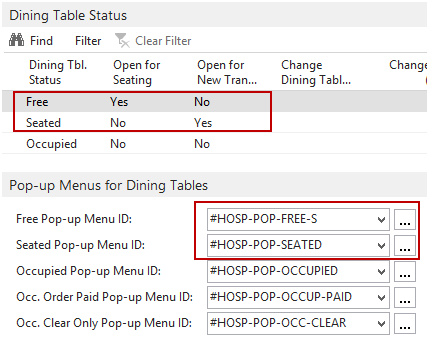 Dining Table Status
Find Filter Clear Filter
Dining Tbl. Status Open for Seating Open for New Tran... Change Dining Tabl... Change (
Free Yes No
Seated No Yes
Occupied No No
Pop-up Menus for Dining Tables
Free Pop-up Menu ID: #HOSP-POP-FREE-S ...
Seated Pop-up Menu ID: #HOSP-POP-SEATED ...
Occupied Pop-up Menu ID: #HOSP-POP-OCCUPIED ...
Occ. Order Paid Pop-up Menu ID: #HOSP-POP-OCCUP-PAID ...
Occ. Clear Only Pop-up Menu ID: #HOSP-POP-OCC-CLEAR ...